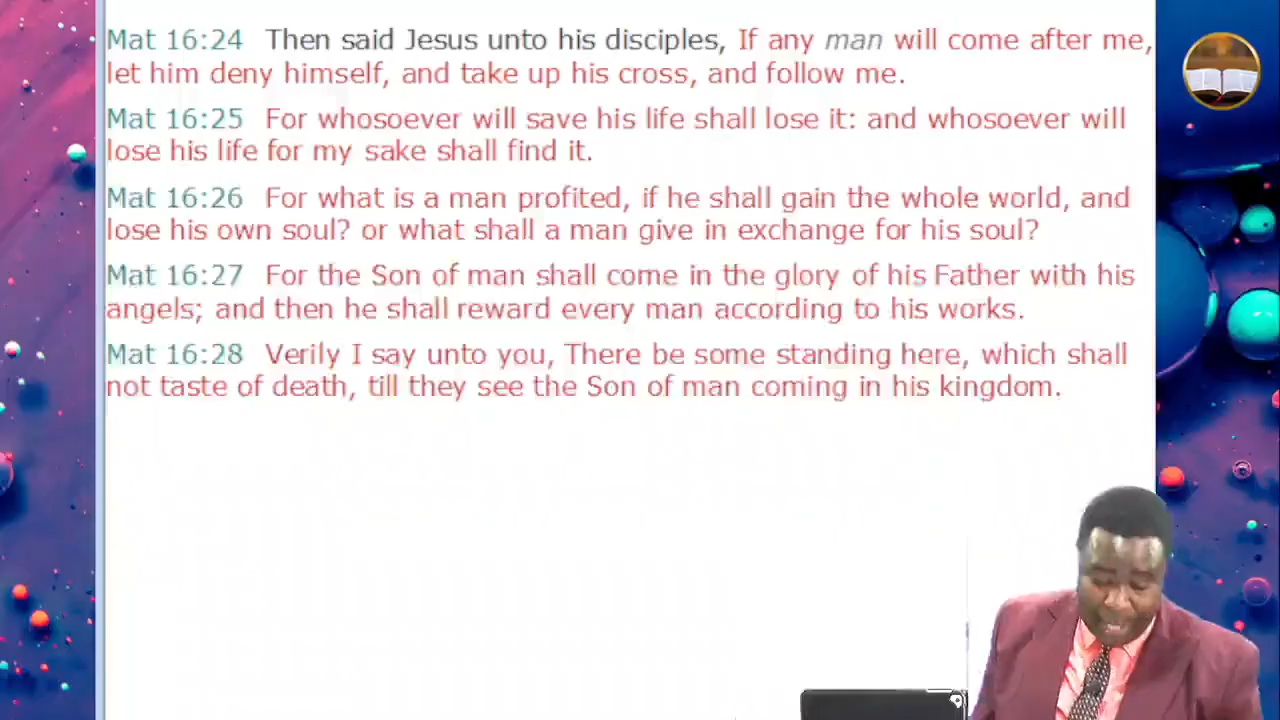 Mat 16:24 Then said Jesus unto his disciples, If any man will come after me,
let him deny himself, and take up his cross, and follow me.
Mat 16:25 For whosoever will save his life shall lose it: and whosoever will
lose his life for my sake shall find it.
Mat 16:26 For what is a man profited, if he shall gain the whole world, and
lose his own soul? or what shall a man give in exchange for his soul?
Mat 16:27 For the Son of man shall come in the glory of his Father with his
angels; and then he shall reward every man according to his works.
Mat 16:28 Verily I say unto you, There be some standing here, which shall
not taste of death, till they see the Son of man coming in his kingdom.